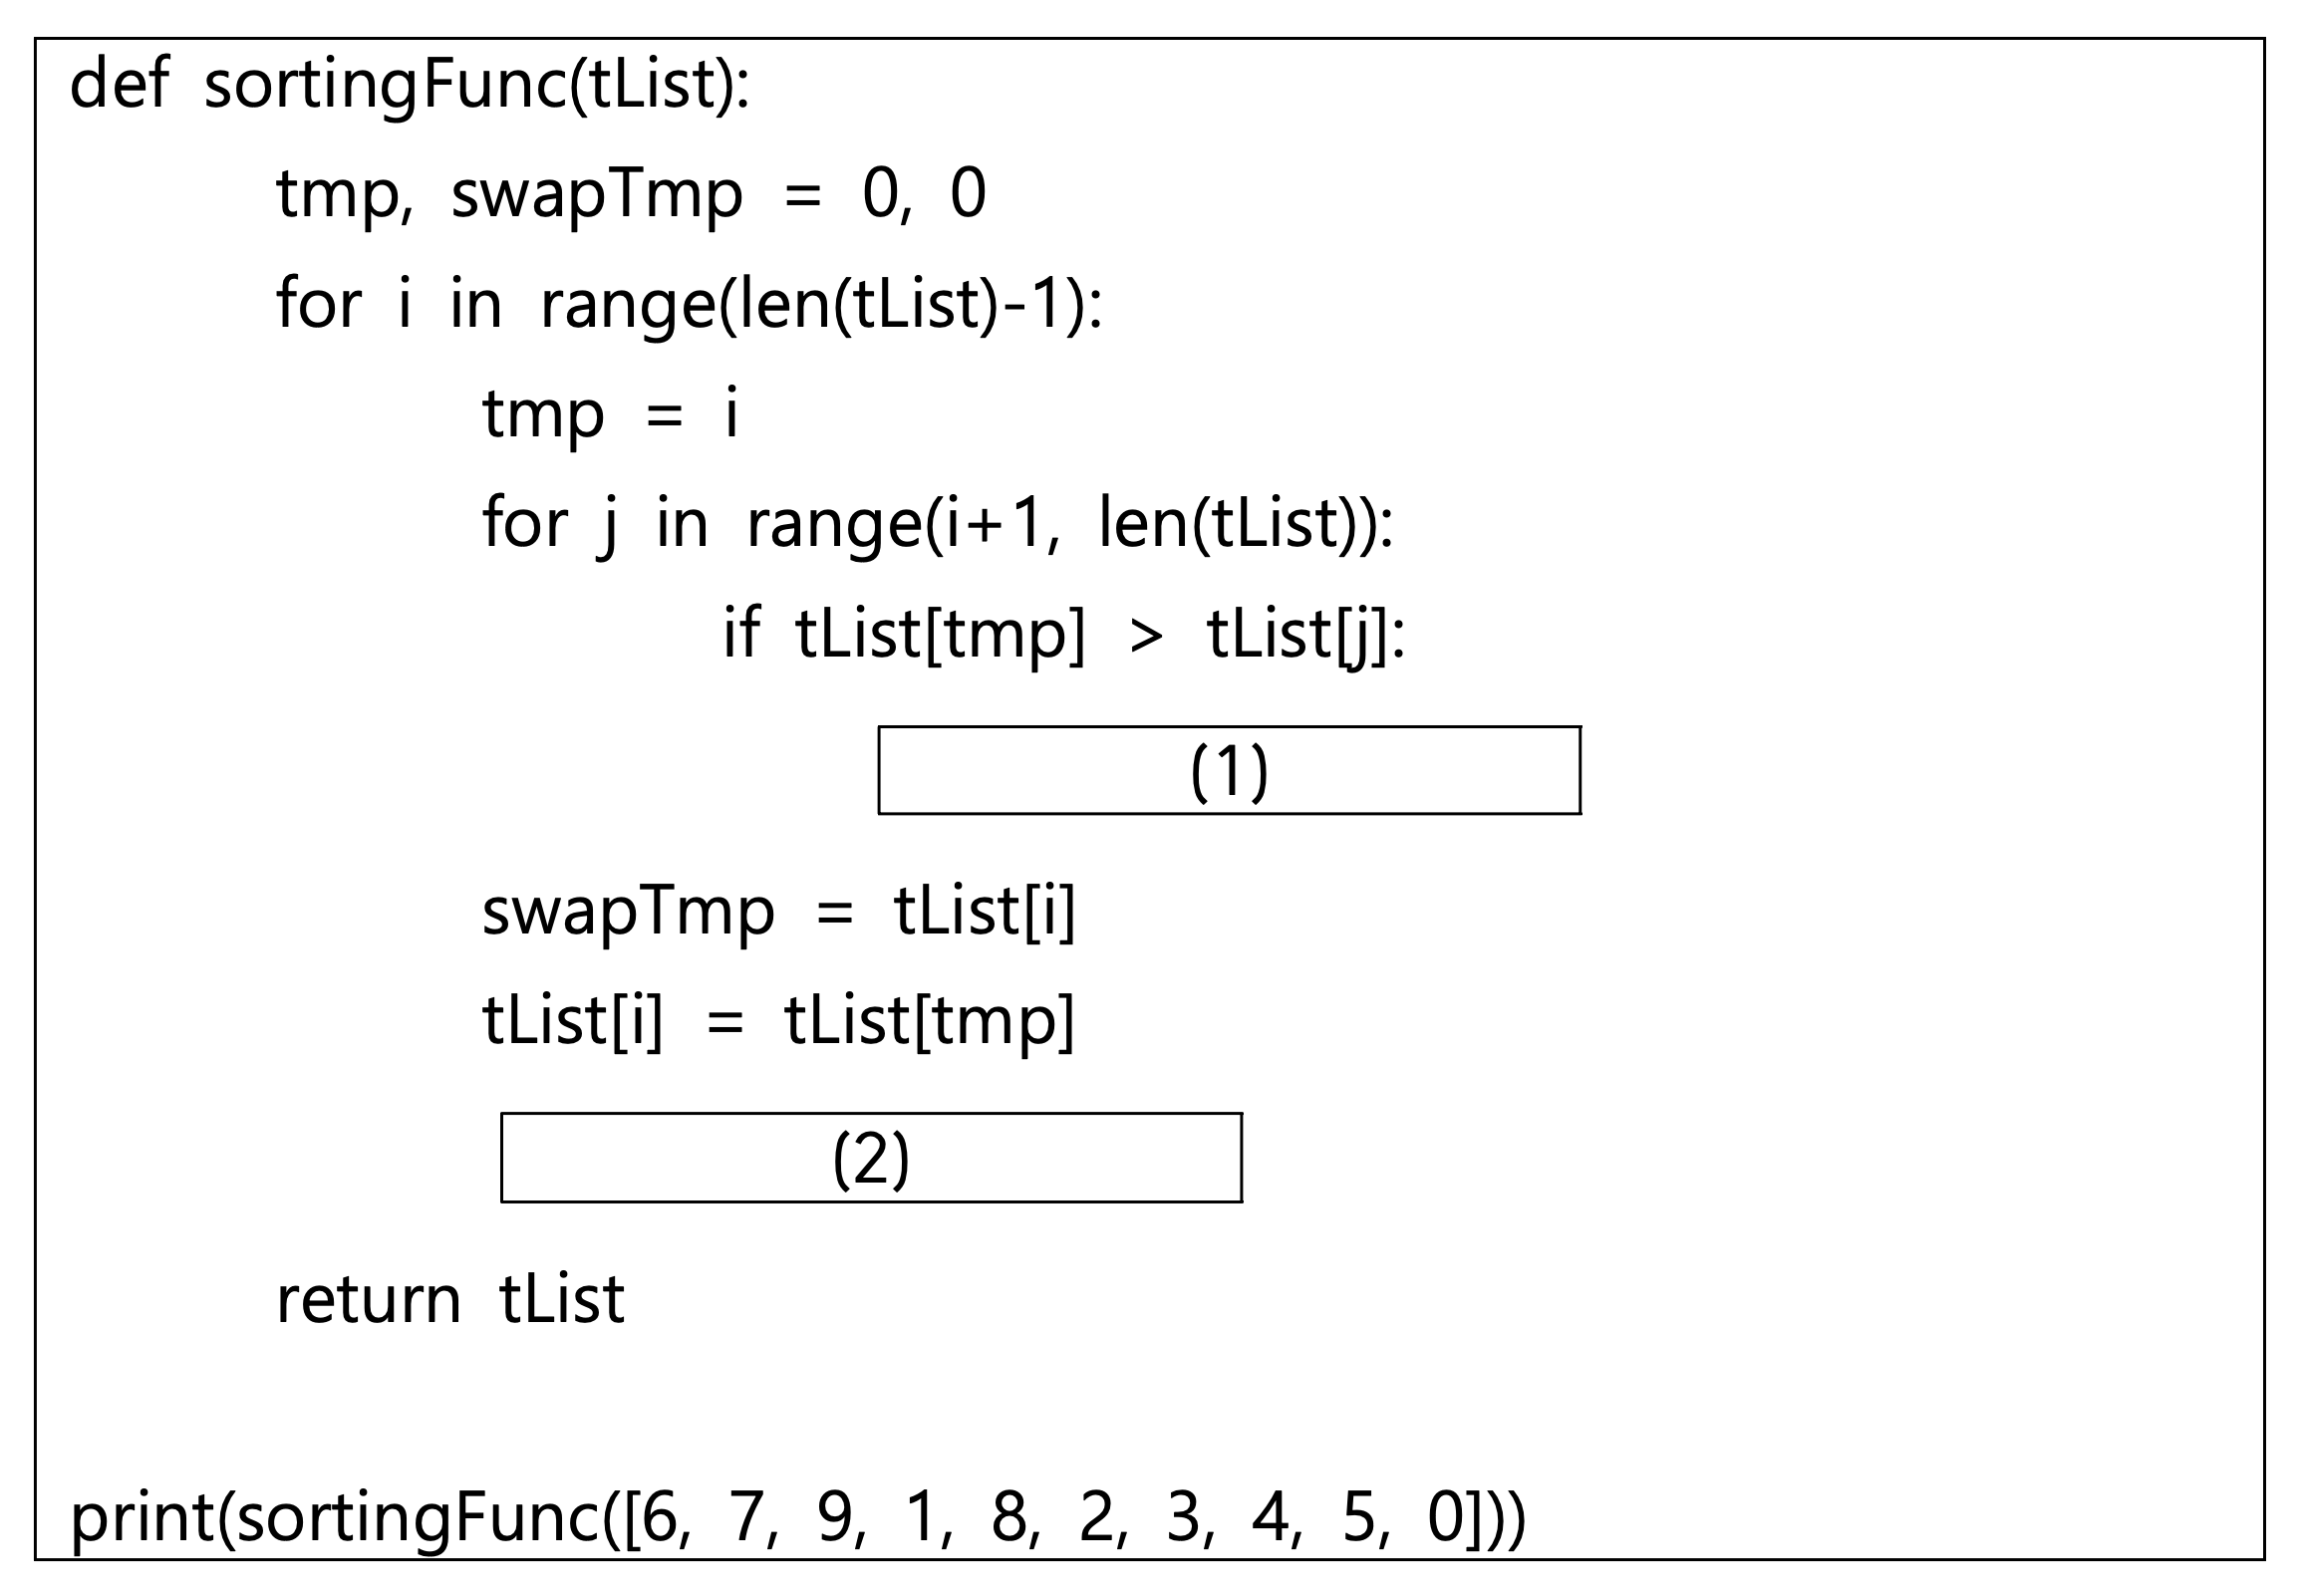 def sortingFunc(tList):
tmp, swapTmp = 0, 0
for i in range(len(tList)-1):
tmp = i
for j in range(i+1, len(tList)):
if tList[tmp] > tList[j]:
(1)
swapTmp = tList[i]
tList[i] = tList[tmp]
(2)
return tList
print(sortingFunc([6, 7, 9, 1, 8, 2, 3, 4, 5, 0]))